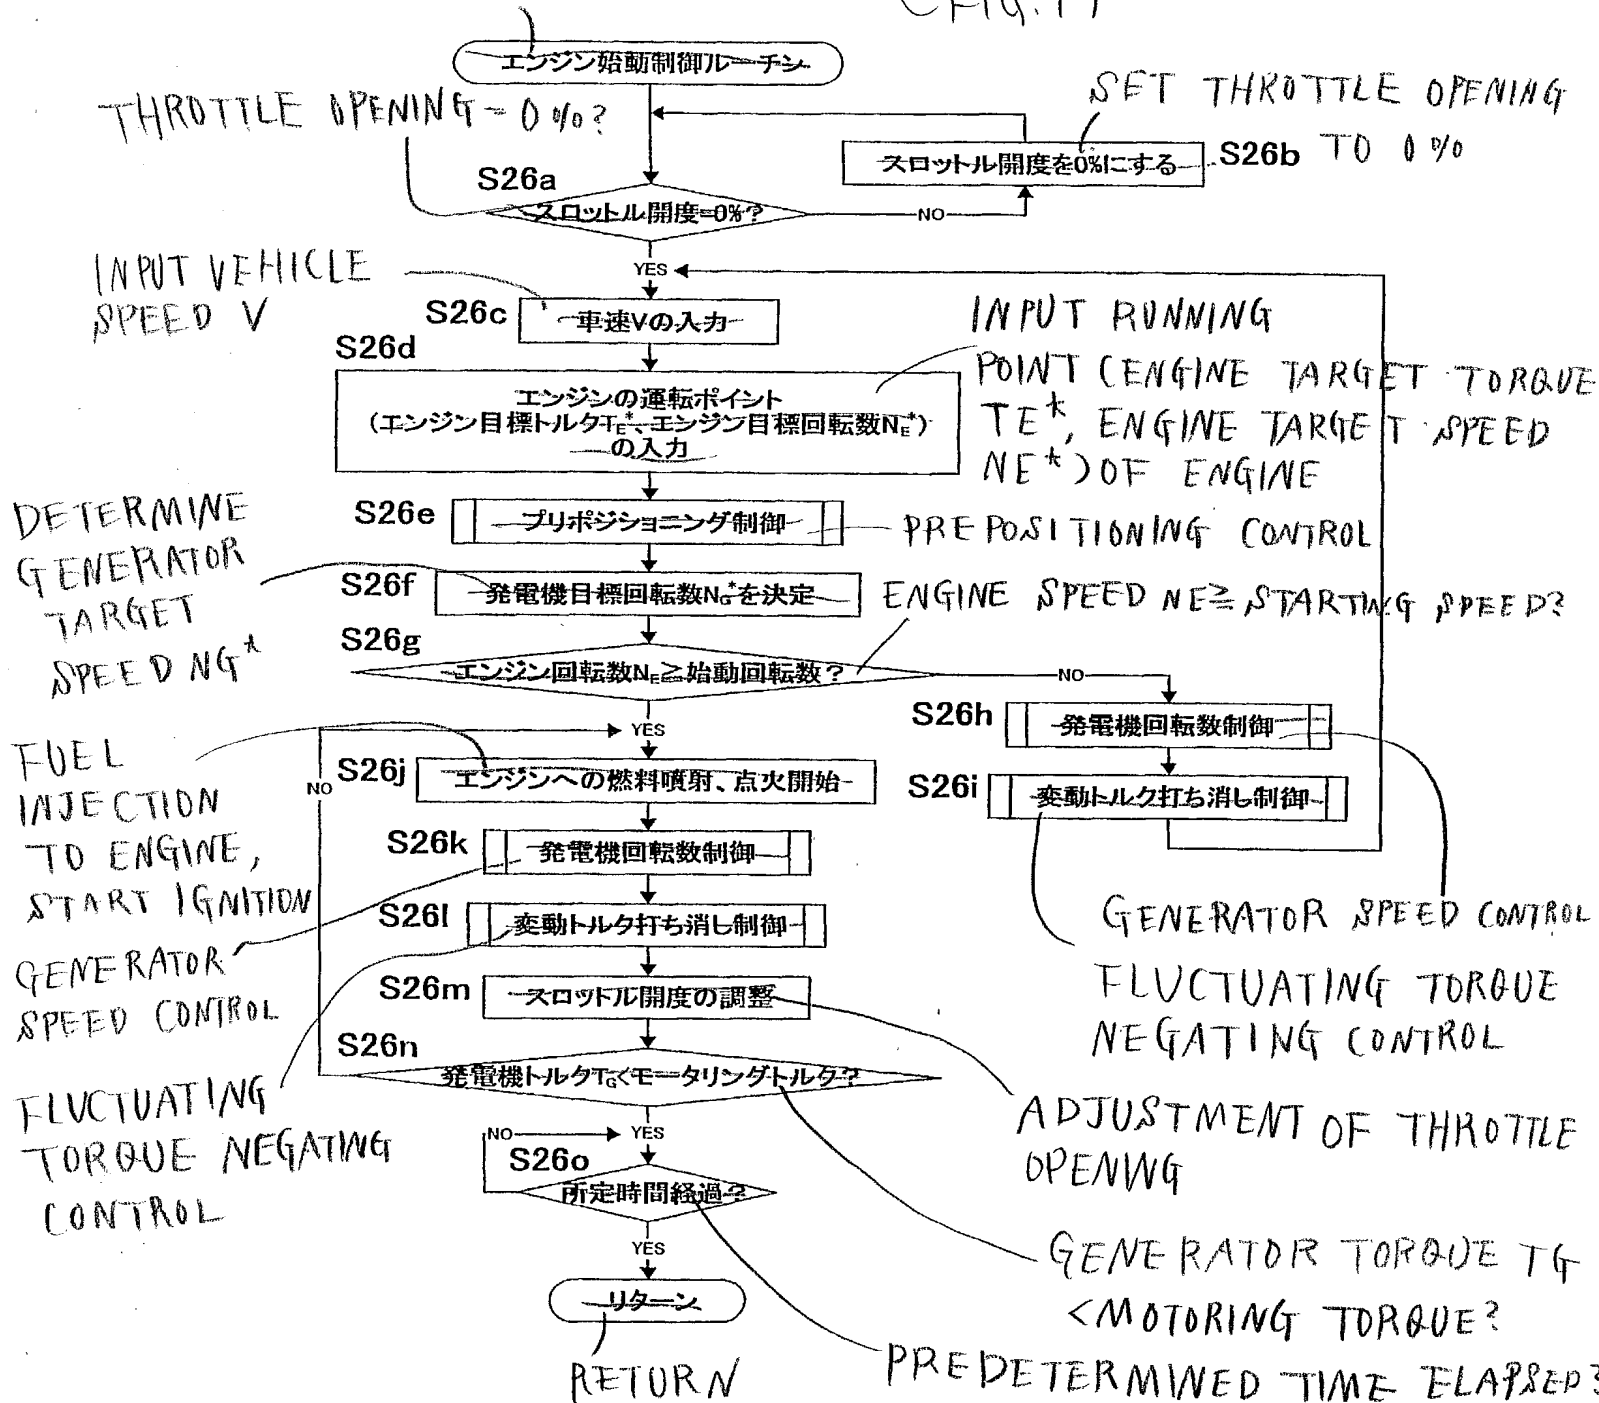 (FIG. 19
エンジン始動制御ルーチン
THROTTLE OPENING = 0%?
SET THROTTLE OPENING
TO 0%
スロットル開度を0%にする
S26b
S26a
スロットル開度=0%?
NO
INPUT VEHICLE
SPEED V
YES
S26c
車速Vの入力
INPUT RUNNING
POINT (ENGINE TARGET TORQUE
TE*, ENGINE TARGET SPEED
NE*) OF ENGINE
S26d
エンジンの運転ポイント
(エンジン目標トルクTE*、エンジン目標回転数NE*)
の入力
S26e
プリポジショニング制御
PREPOSITIONING CONTROL
DETERMINE
GENERATOR
TARGET
SPEED NG*
S26f
発電機目標回転数NG*を決定
ENGINE SPEED NE≧STARTING SPEED?
S26g
エンジン回転数NE≧始動回転数?
NO
YES
S26h
発電機回転数制御
S26i
変動トルク打ち消し制御
FUEL
INJECTION
TO ENGINE,
START IGNITION
NO
S26j
エンジンへの燃料噴射、点火開始
S26k
発電機回転数制御
GENERATOR
SPEED CONTROL
GENERATOR SPEED CONTROL
S26l
変動トルク打ち消し制御
FLUCTUATING TORQUE
NEGATING CONTROL
S26m
スロットル開度の調整
S26n
発電機トルクTG<モータリングトルク?
FLUCTUATING
TORQUE NEGATING
CONTROL
ADJUSTMENT OF THROTTLE
OPENING
NO
YES
S26o
所定時間経過?
GENERATOR TORQUE TG
<MOTORING TORQUE?
YES
リターン
RETURN
PREDETERMINED TIME ELAPSED?